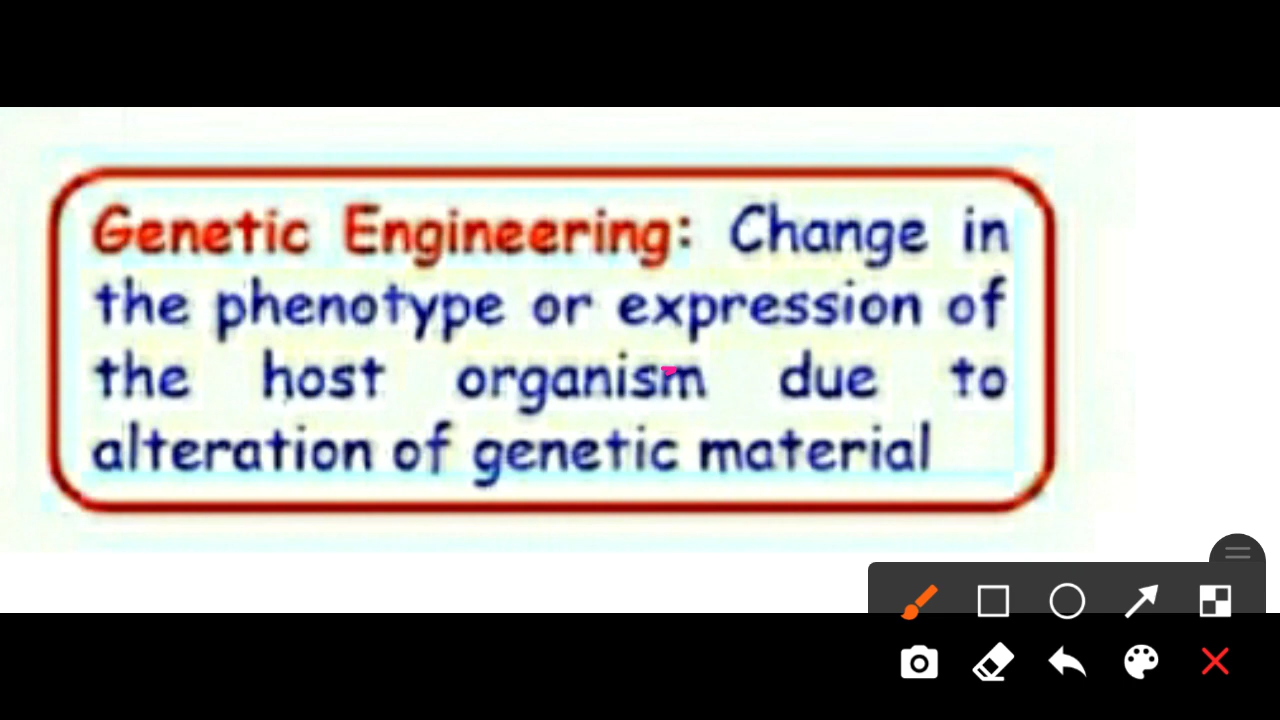 Genetic Engineering: Change in
the phenotype or expression of
the host organism due to
alteration of genetic material